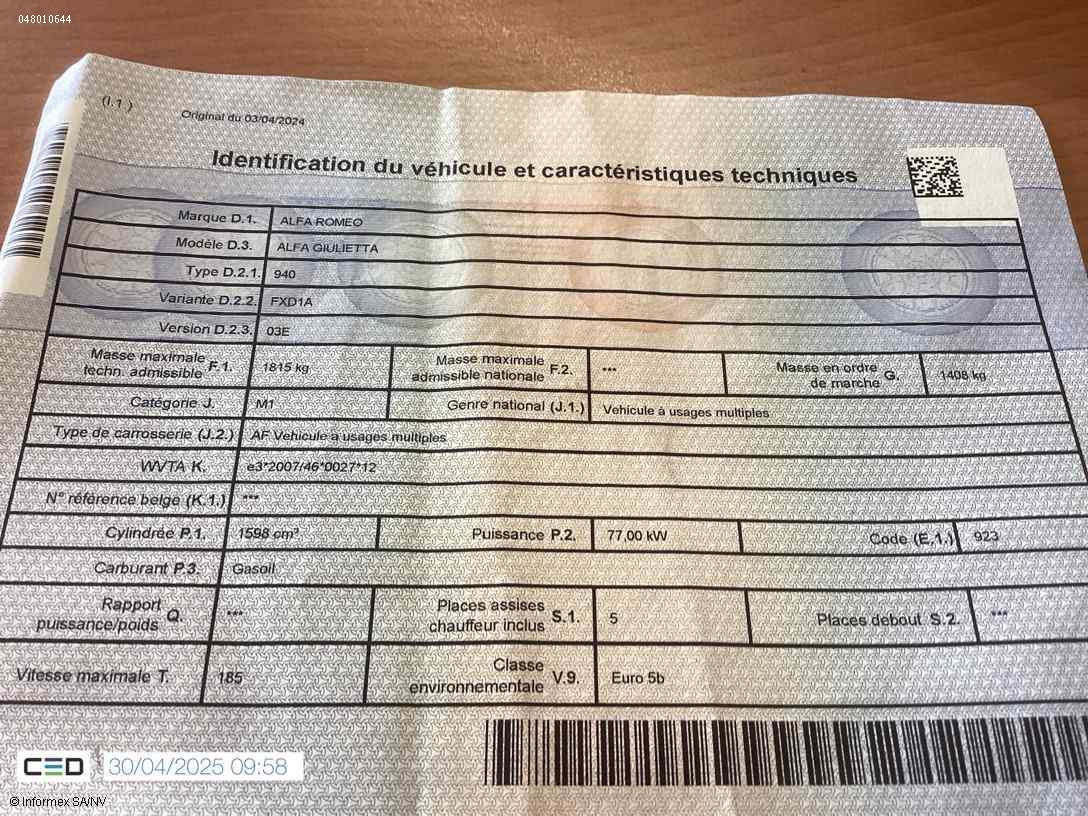 048010644
(I.1)
Original du 03/04/2024
Identification du véhicule et caractéristiques techniques
Marque D.1. ALFA ROMEO
Modèle D.3. ALFA GIULIETTA
Type D.2.1. 940
Variante D.2.2. FXD1A
Version D.2.3. 03E
Masse maximale techn. admissible F.1. 1815 kg Masse maximale admissible nationale F.2. *** Masse en ordre de marche G. 1408 kg
Catégorie J. M1 Genre national (J.1.) Vehicule à usages multiples
Type de carrosserie (J.2.) AF Vehicule à usages multiples
WVTA K. e3*2007/46*0027*12
N° référence belge (K.1.) ***
Cylindrée P.1. 1598 cm³ Puissance P.2. 77,00 kW Code (E.1.) 923
Carburant P.3. Gasoil
Rapport puissance/poids Q. *** Places assises chauffeur inclus S.1. 5 Places debout S.2. ***
Vitesse maximale T. 185 Classe environnementale V.9. Euro 5b
CED 30/04/2025 09:58
© Informex SA/NV